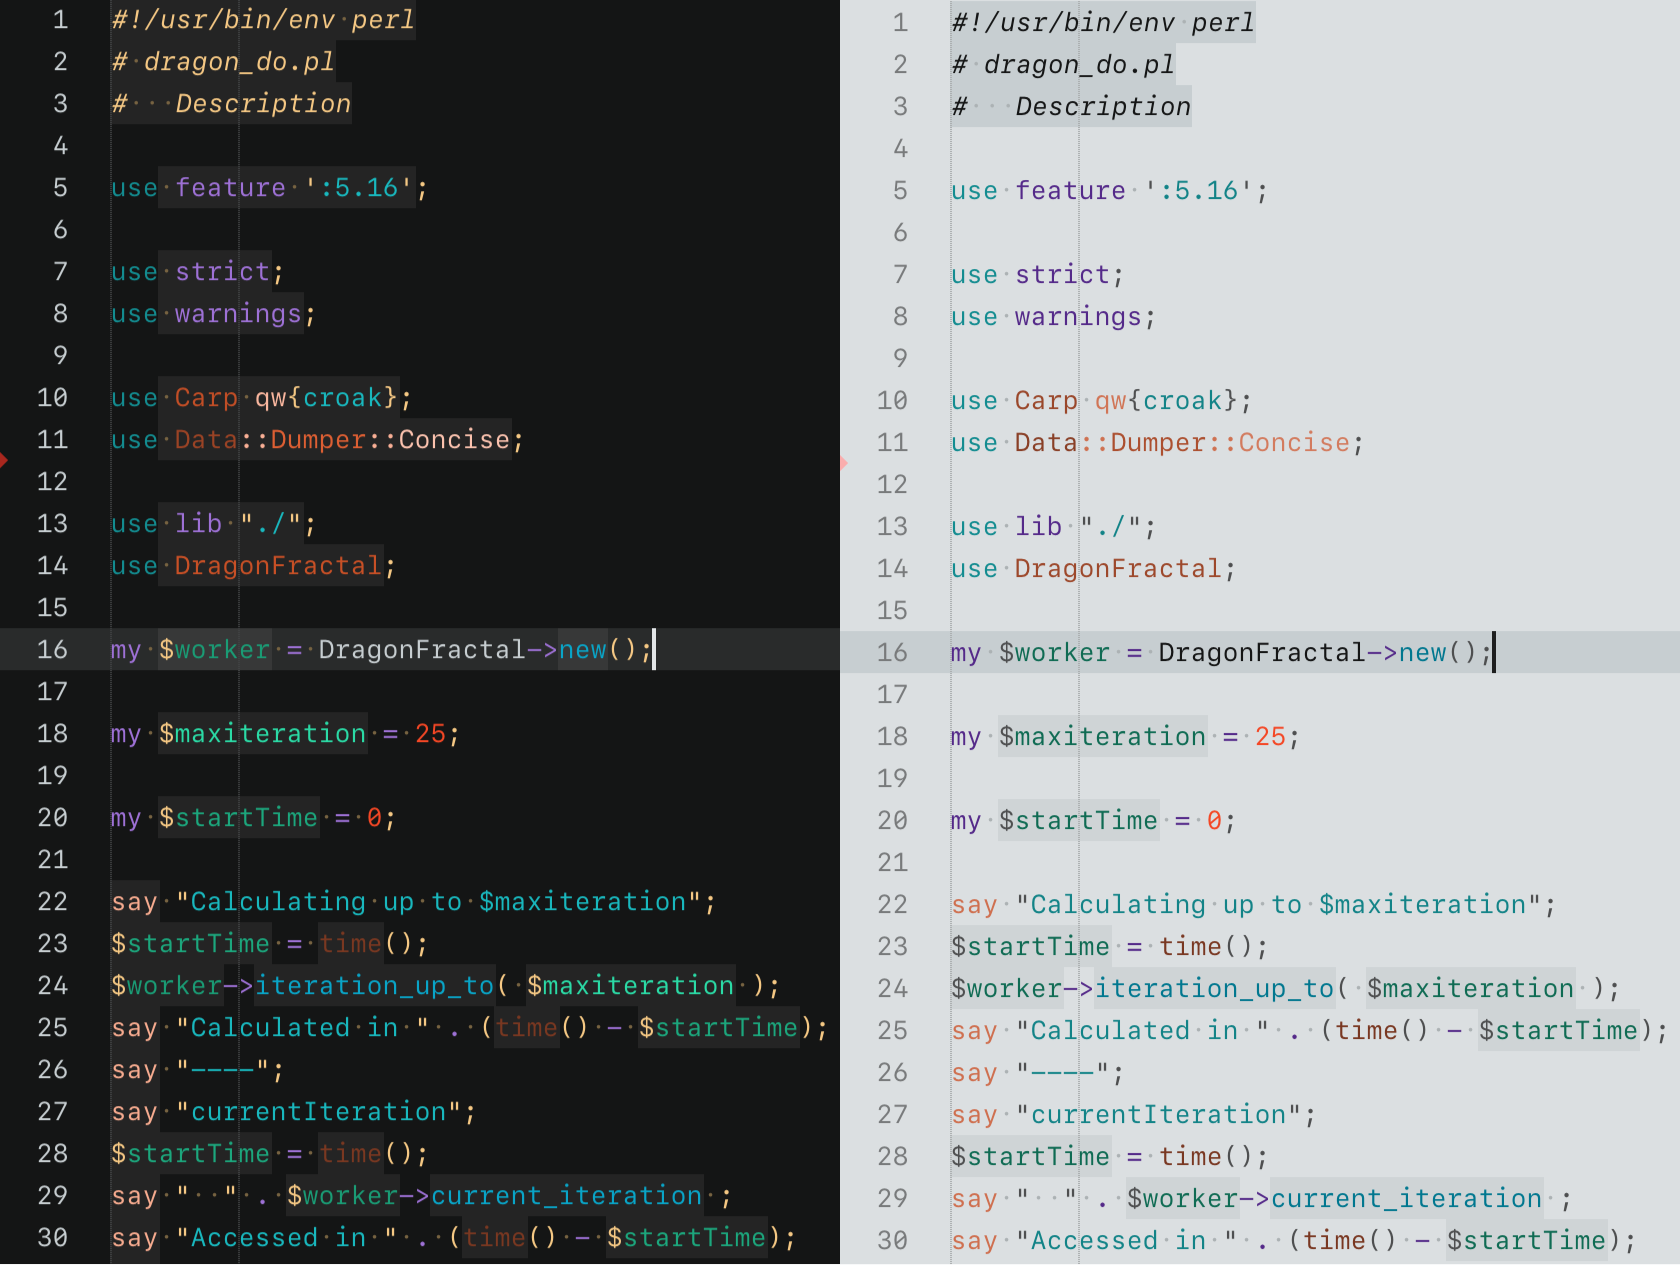 1 #!/usr/bin/env perl
2 # dragon_do.pl
3 #   Description
4
5 use feature ':5.16';
6
7 use strict;
8 use warnings;
9
10 use Carp qw{croak};
11 use Data::Dumper::Concise;
12
13 use lib "./";
14 use DragonFractal;
15
16 my $worker = DragonFractal->new();
17
18 my $maxiteration = 25;
19
20 my $startTime = 0;
21
22 say "Calculating up to $maxiteration";
23 $startTime = time();
24 $worker->iteration_up_to( $maxiteration );
25 say "Calculated in " . (time() - $startTime);
26 say "----";
27 say "currentIteration";
28 $startTime = time();
29 say "  " . $worker->current_iteration ;
30 say "Accessed in " . (time() - $startTime);
1 #!/usr/bin/env perl
2 # dragon_do.pl
3 #   Description
4
5 use feature ':5.16';
6
7 use strict;
8 use warnings;
9
10 use Carp qw{croak};
11 use Data::Dumper::Concise;
12
13 use lib "./";
14 use DragonFractal;
15
16 my $worker = DragonFractal->new();
17
18 my $maxiteration = 25;
19
20 my $startTime = 0;
21
22 say "Calculating up to $maxiteration";
23 $startTime = time();
24 $worker->iteration_up_to( $maxiteration );
25 say "Calculated in " . (time() - $startTime);
26 say "----";
27 say "currentIteration";
28 $startTime = time();
29 say "  " . $worker->current_iteration ;
30 say "Accessed in " . (time() - $startTime);